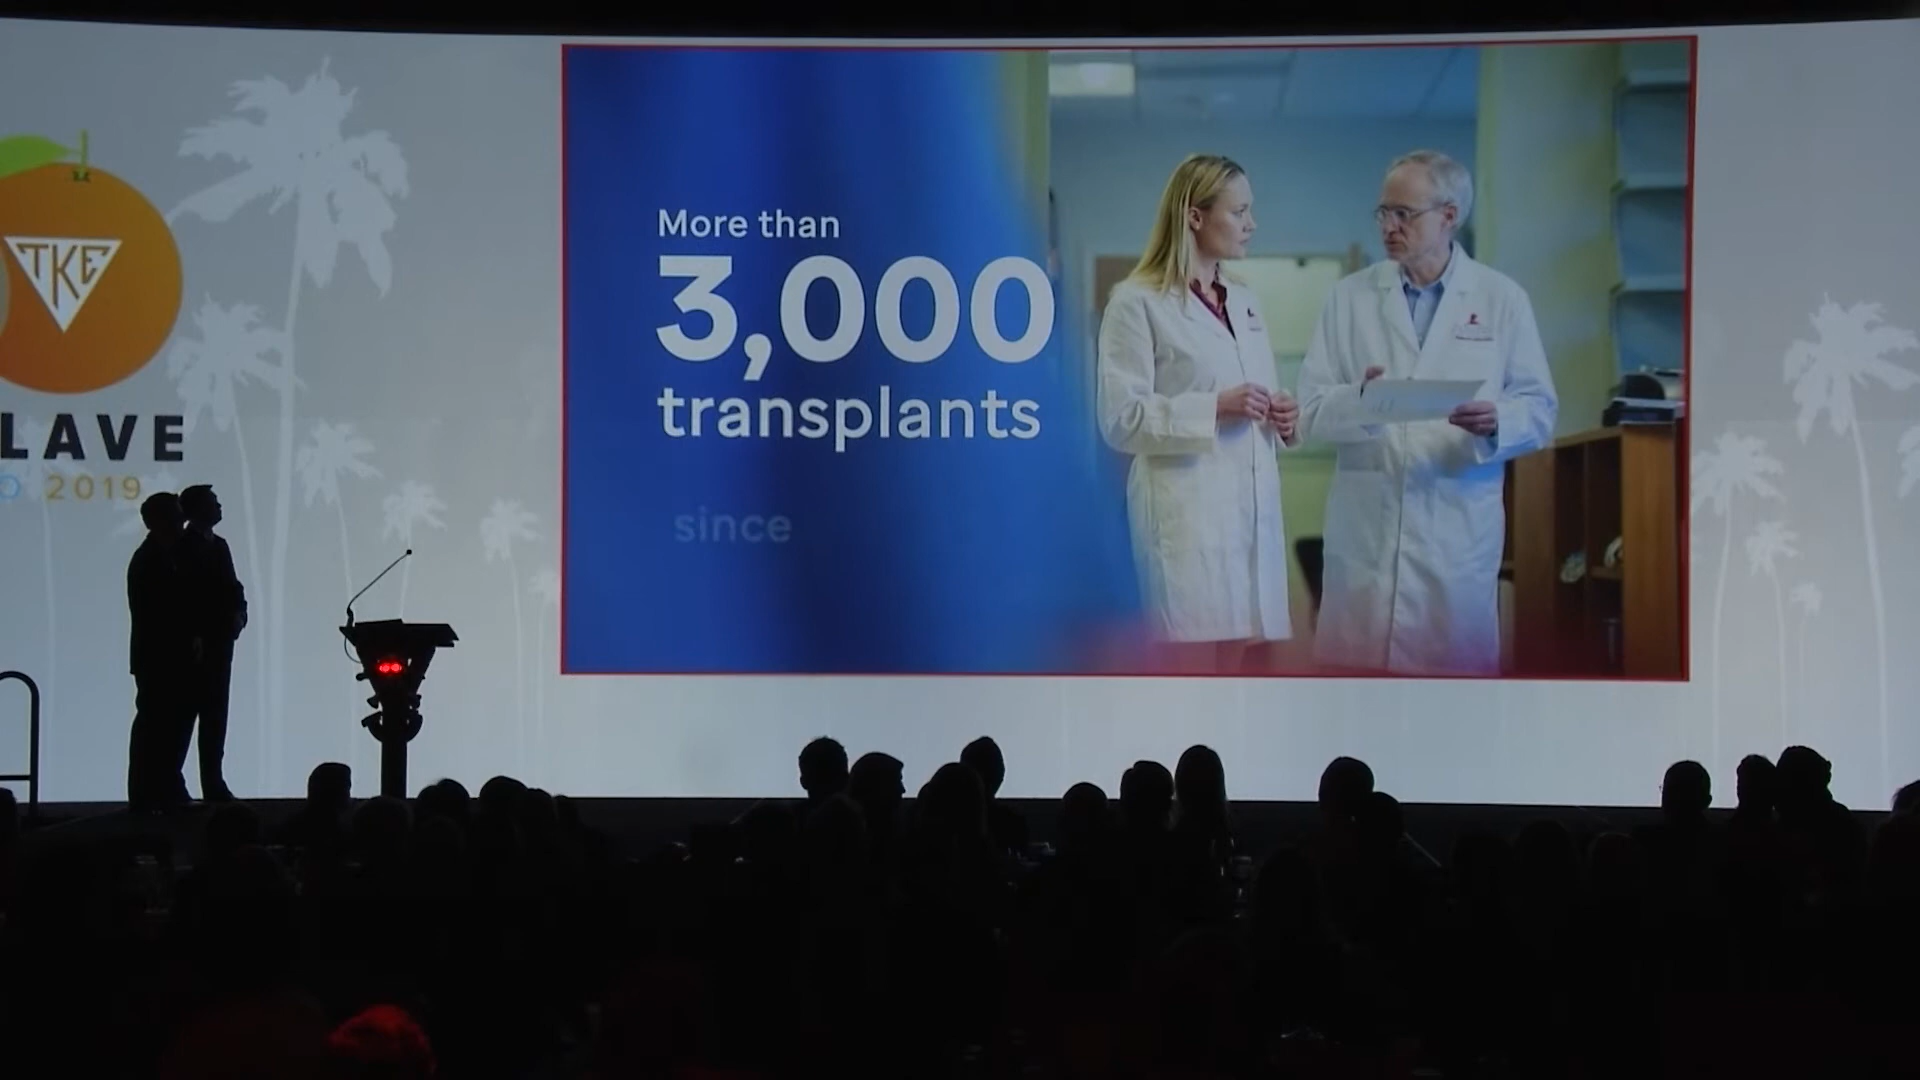 TKE
LAVE
O 2019
More than
3,000
transplants
since